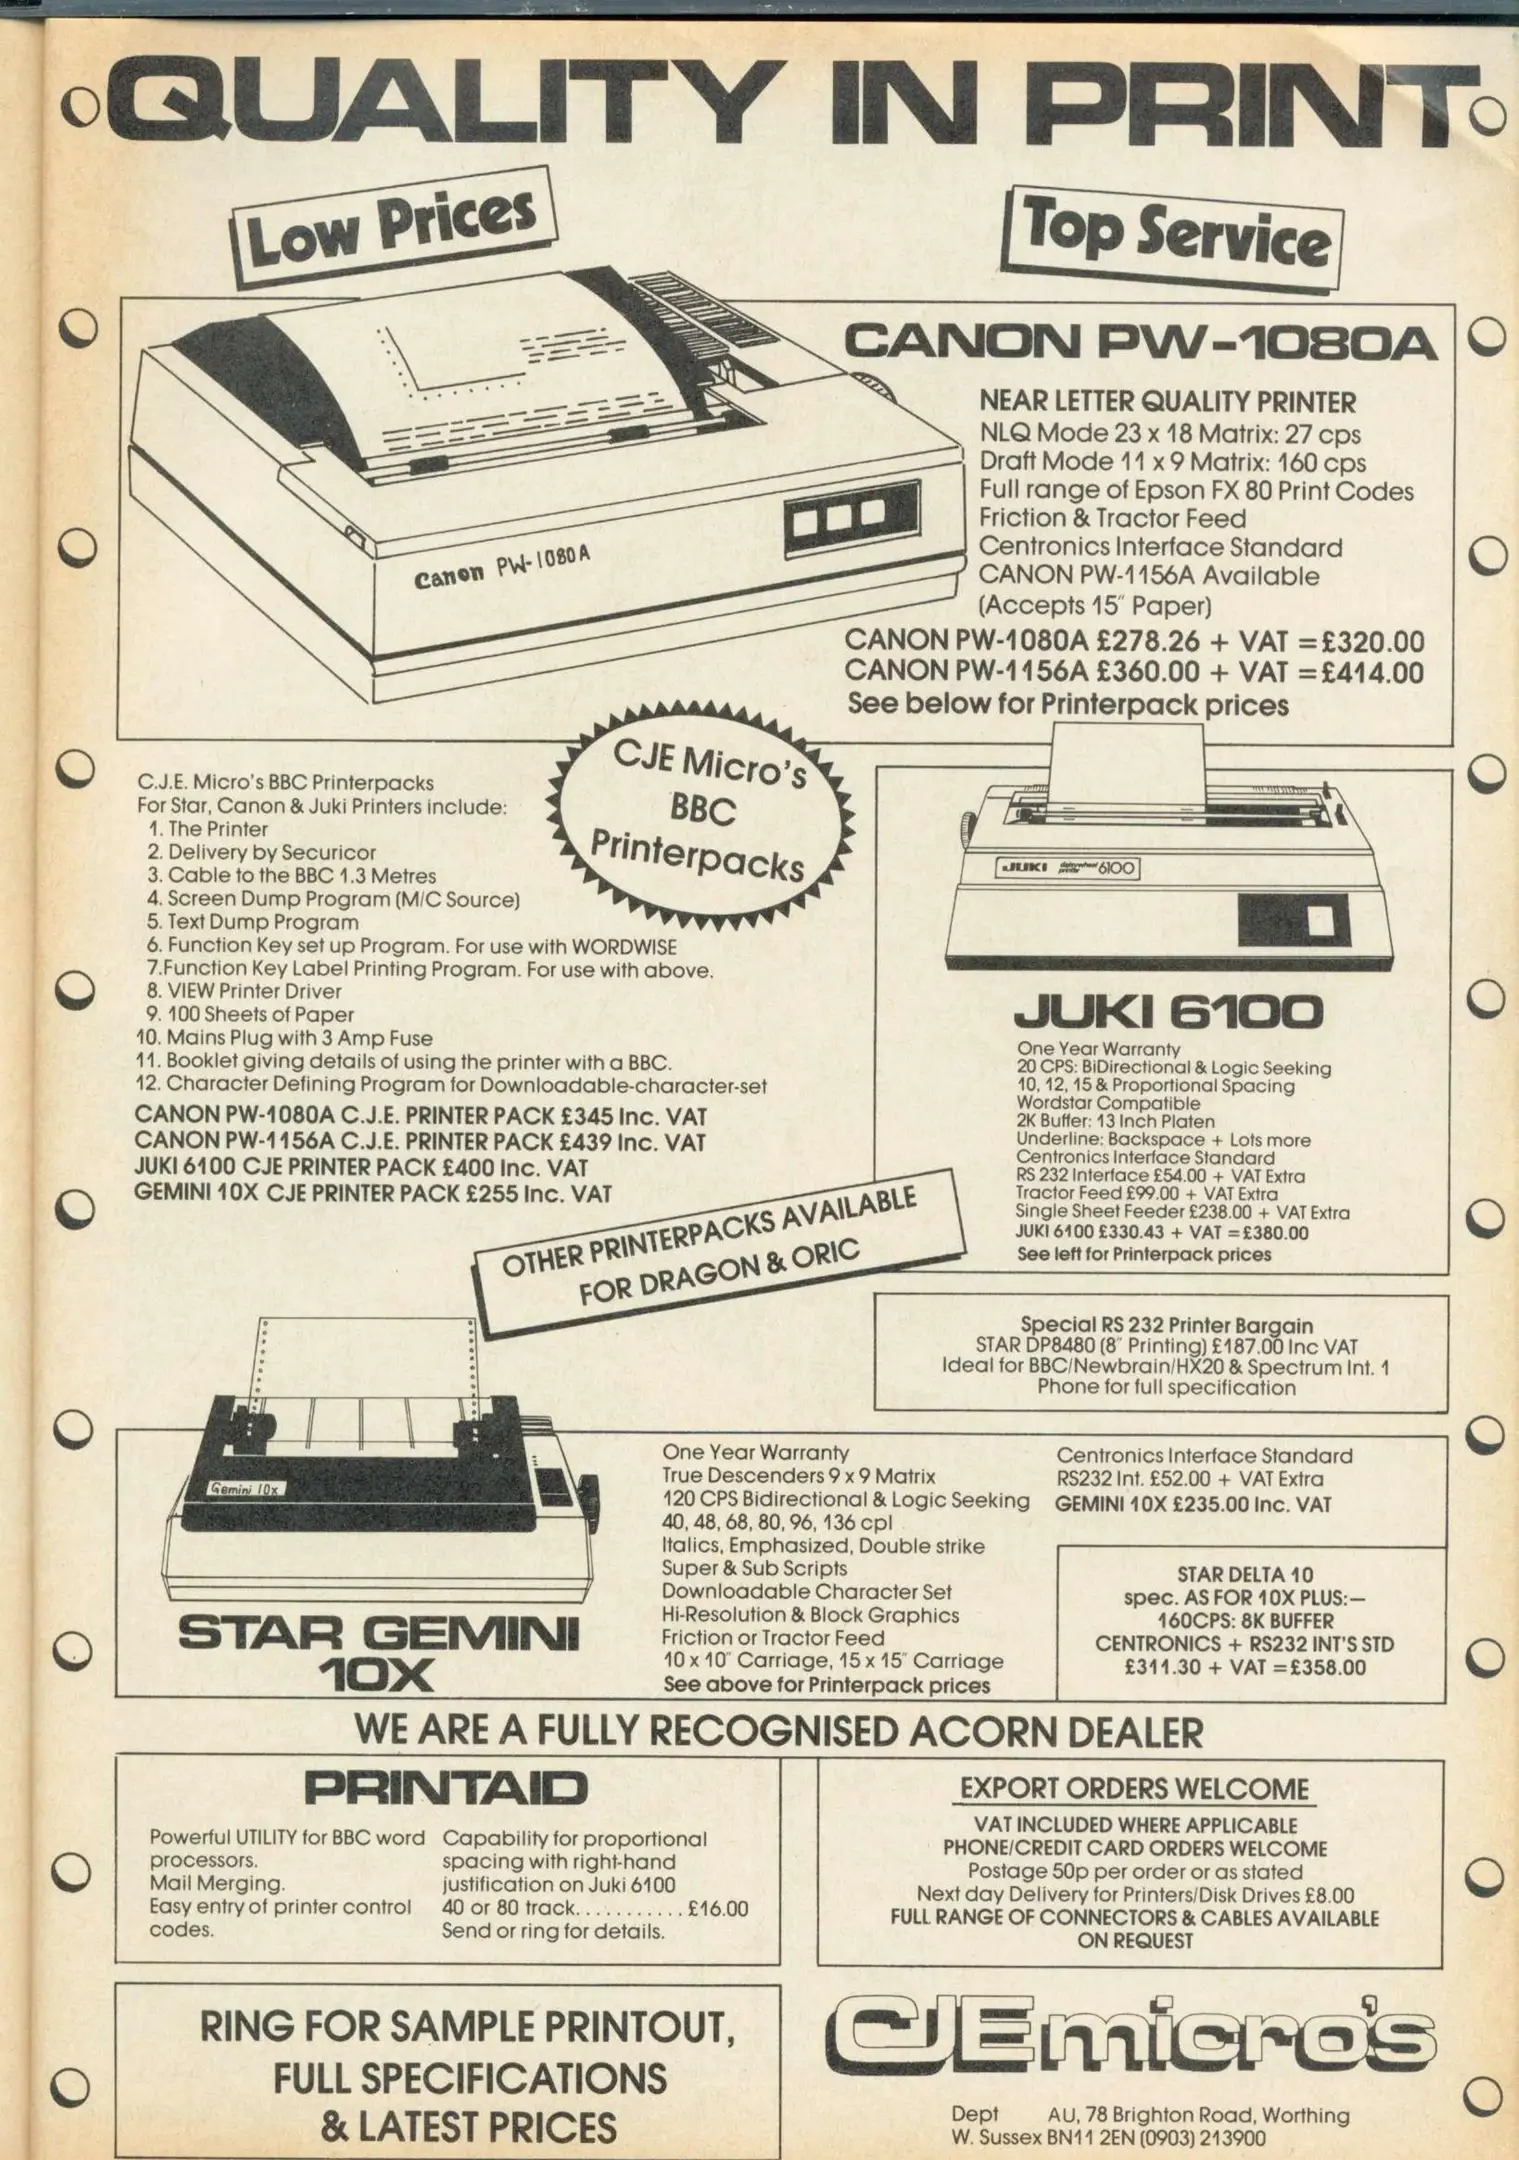 QUALITY IN PRINT
Low Prices
Top Service
CANON PW-1080A
NEAR LETTER QUALITY PRINTER
NLQ Mode 23 x 18 Matrix: 27 cps
Draft Mode 11 x 9 Matrix: 160 cps
Full range of Epson FX 80 Print Codes
Friction & Tractor Feed
Centronics Interface Standard
CANON PW-1156A Available
(Accepts 15″ Paper)
CANON PW-1080A £278.26 + VAT =£320.00
CANON PW-1156A £360.00 + VAT =£414.00
See below for Printerpack prices
Canon PW-1080A
CJE Micro's
BBC
Printerpacks
C.J.E. Micro's BBC Printerpacks
For Star, Canon & Juki Printers include:
1. The Printer
2. Delivery by Securicor
3. Cable to the BBC 1.3 Metres
4. Screen Dump Program (M/C Source)
5. Text Dump Program
6. Function Key set up Program. For use with WORDWISE
7.Function Key Label Printing Program. For use with above.
8. VIEW Printer Driver
9. 100 Sheets of Paper
10. Mains Plug with 3 Amp Fuse
11. Booklet giving details of using the printer with a BBC.
12. Character Defining Program for Downloadable-character-set
CANON PW-1080A C.J.E. PRINTER PACK £345 Inc. VAT
CANON PW-1156A C.J.E. PRINTER PACK £439 Inc. VAT
JUKI 6100 CJE PRINTER PACK £400 Inc. VAT
GEMINI 10X CJE PRINTER PACK £255 Inc. VAT
JUKI daisywheel printer 6100
JUKI 6100
One Year Warranty
20 CPS: BiDirectional & Logic Seeking
10, 12, 15 & Proportional Spacing
Wordstar Compatible
2K Buffer: 13 Inch Platen
Underline: Backspace + Lots more
Centronics Interface Standard
RS 232 Interface £54.00 + VAT Extra
Tractor Feed £99.00 + VAT Extra
Single Sheet Feeder £238.00 + VAT Extra
JUKI 6100 £330.43 + VAT =£380.00
See left for Printerpack prices
OTHER PRINTERPACKS AVAILABLE
FOR DRAGON & ORIC
Special RS 232 Printer Bargain
STAR DP8480 (8″ Printing) £187.00 Inc VAT
Ideal for BBC/Newbrain/HX20 & Spectrum Int. 1
Phone for full specification
Gemini 10x
STAR GEMINI
10X
One Year Warranty
True Descenders 9 x 9 Matrix
120 CPS Bidirectional & Logic Seeking
40, 48, 68, 80, 96, 136 cpl
Italics, Emphasized, Double strike
Super & Sub Scripts
Downloadable Character Set
Hi-Resolution & Block Graphics
Friction or Tractor Feed
10 x 10″ Carriage, 15 x 15″ Carriage
See above for Printerpack prices
Centronics Interface Standard
RS232 Int. £52.00 + VAT Extra
GEMINI 10X £235.00 Inc. VAT
STAR DELTA 10
spec. AS FOR 10X PLUS:—
160CPS: 8K BUFFER
CENTRONICS + RS232 INT'S STD
£311.30 + VAT =£358.00
WE ARE A FULLY RECOGNISED ACORN DEALER
PRINTAID
Powerful UTILITY for BBC word
processors.
Mail Merging.
Easy entry of printer control
codes.
Capability for proportional
spacing with right-hand
justification on Juki 6100
40 or 80 track........... £16.00
Send or ring for details.
EXPORT ORDERS WELCOME
VAT INCLUDED WHERE APPLICABLE
PHONE/CREDIT CARD ORDERS WELCOME
Postage 50p per order or as stated
Next day Delivery for Printers/Disk Drives £8.00
FULL RANGE OF CONNECTORS & CABLES AVAILABLE
ON REQUEST
RING FOR SAMPLE PRINTOUT,
FULL SPECIFICATIONS
& LATEST PRICES
CJE micro's
Dept AU, 78 Brighton Road, Worthing
W. Sussex BN11 2EN (0903) 213900